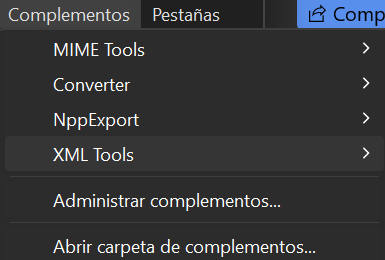 Complementos Pestañas Comp
MIME Tools
Converter
NppExport
XML Tools
Administrar complementos...
Abrir carpeta de complementos...